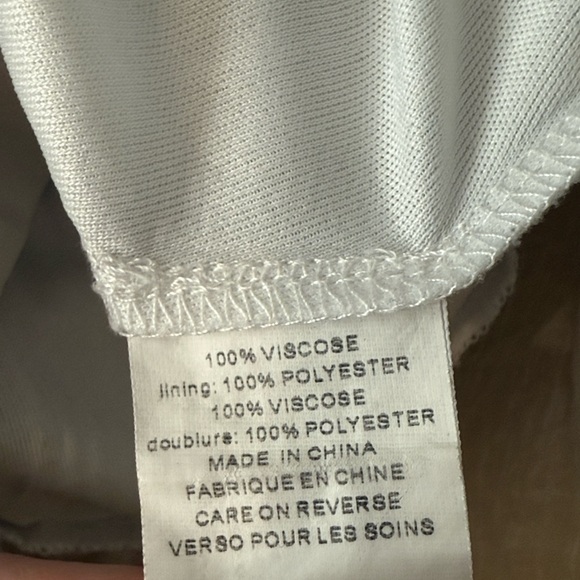 100% VISCOSE
lining: 100% POLYESTER
100% VISCOSE
doublure: 100% POLYESTER
MADE IN CHINA
FABRIQUE EN CHINE
CARE ON REVERSE
VERSO POUR LES SOINS